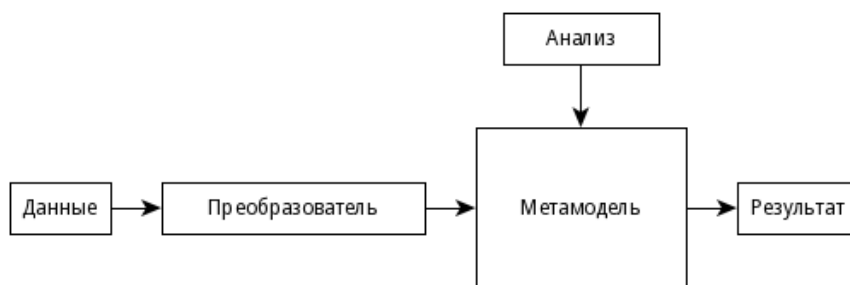 Анализ
Данные
Преобразователь
Метамодель
Результат